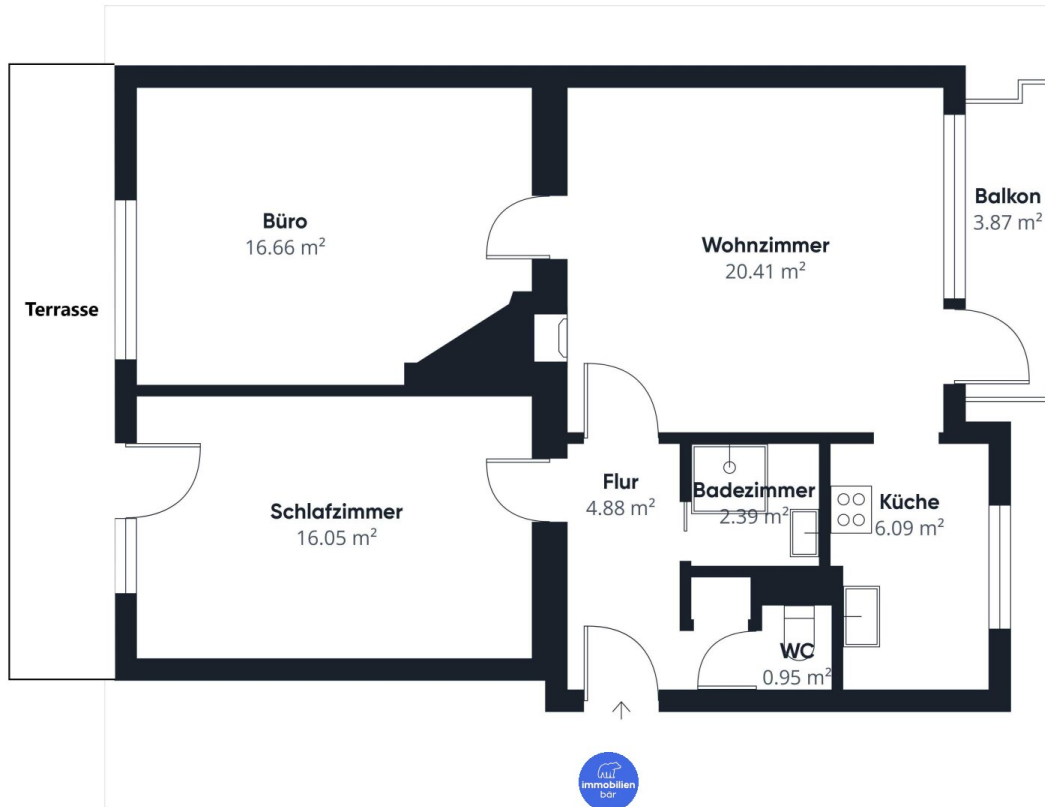 Büro
16.66 m²
Wohnzimmer
20.41 m²
Balkon
3.87 m²
Terrasse
Schlafzimmer
16.05 m²
Flur
4.88 m²
Badezimmer
2.39 m²
Küche
6.09 m²
WC
0.95 m²
immobilien
bär